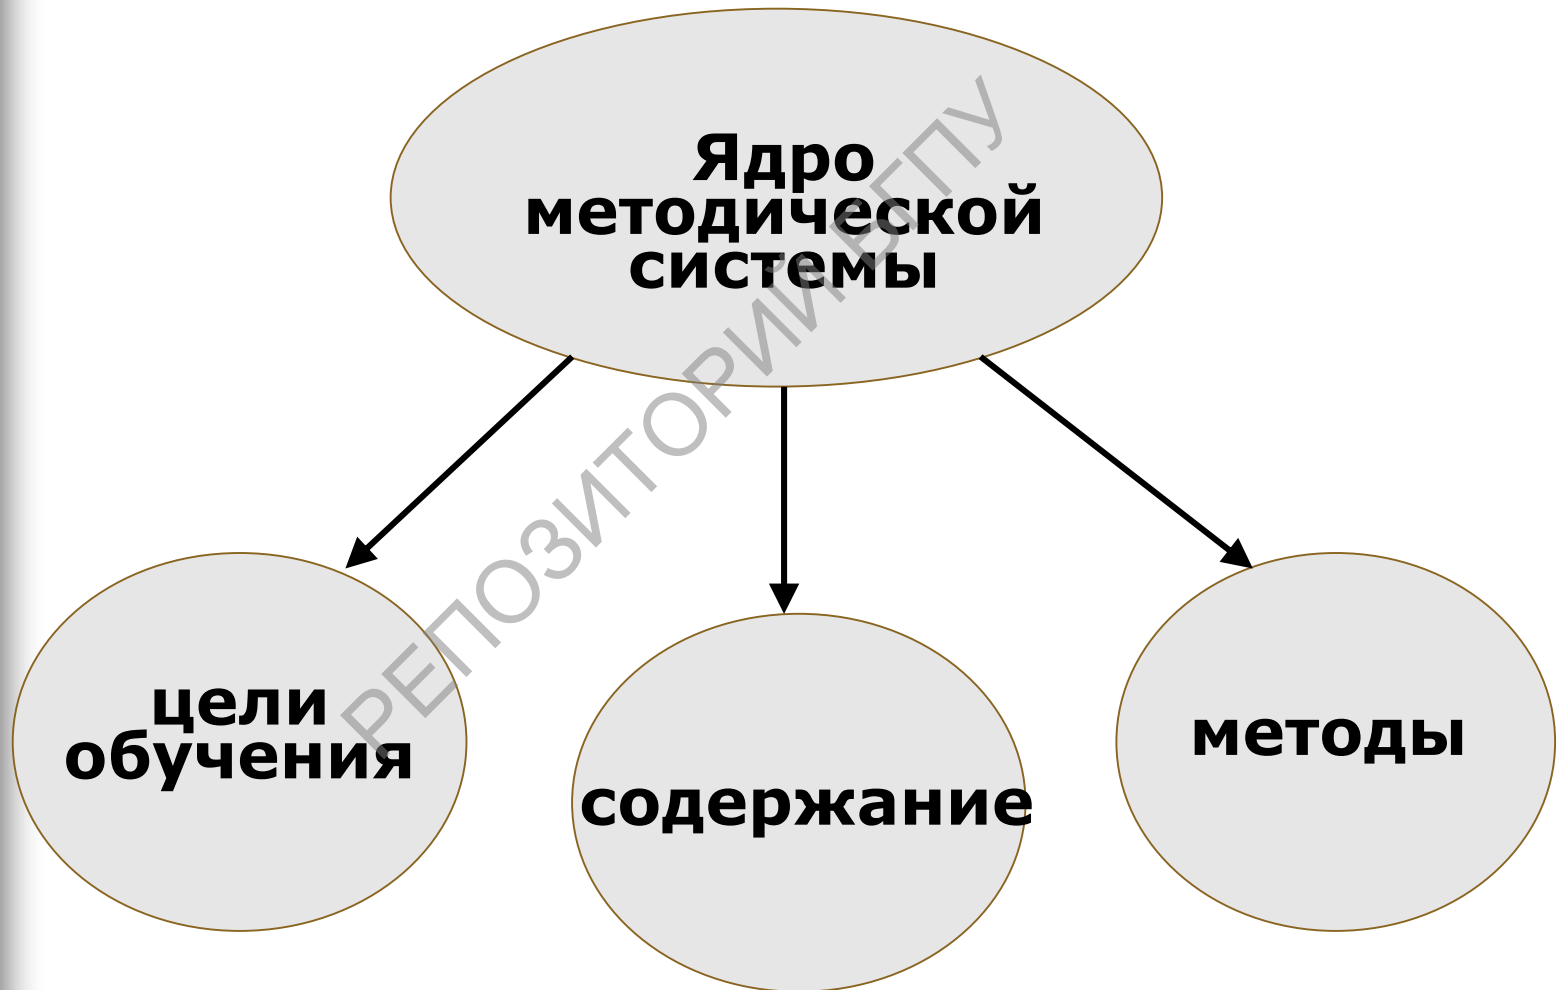 Ядро
методической
системы
цели
обучения
содержание
методы
РЕПОЗИТОРИЙ БГПУ